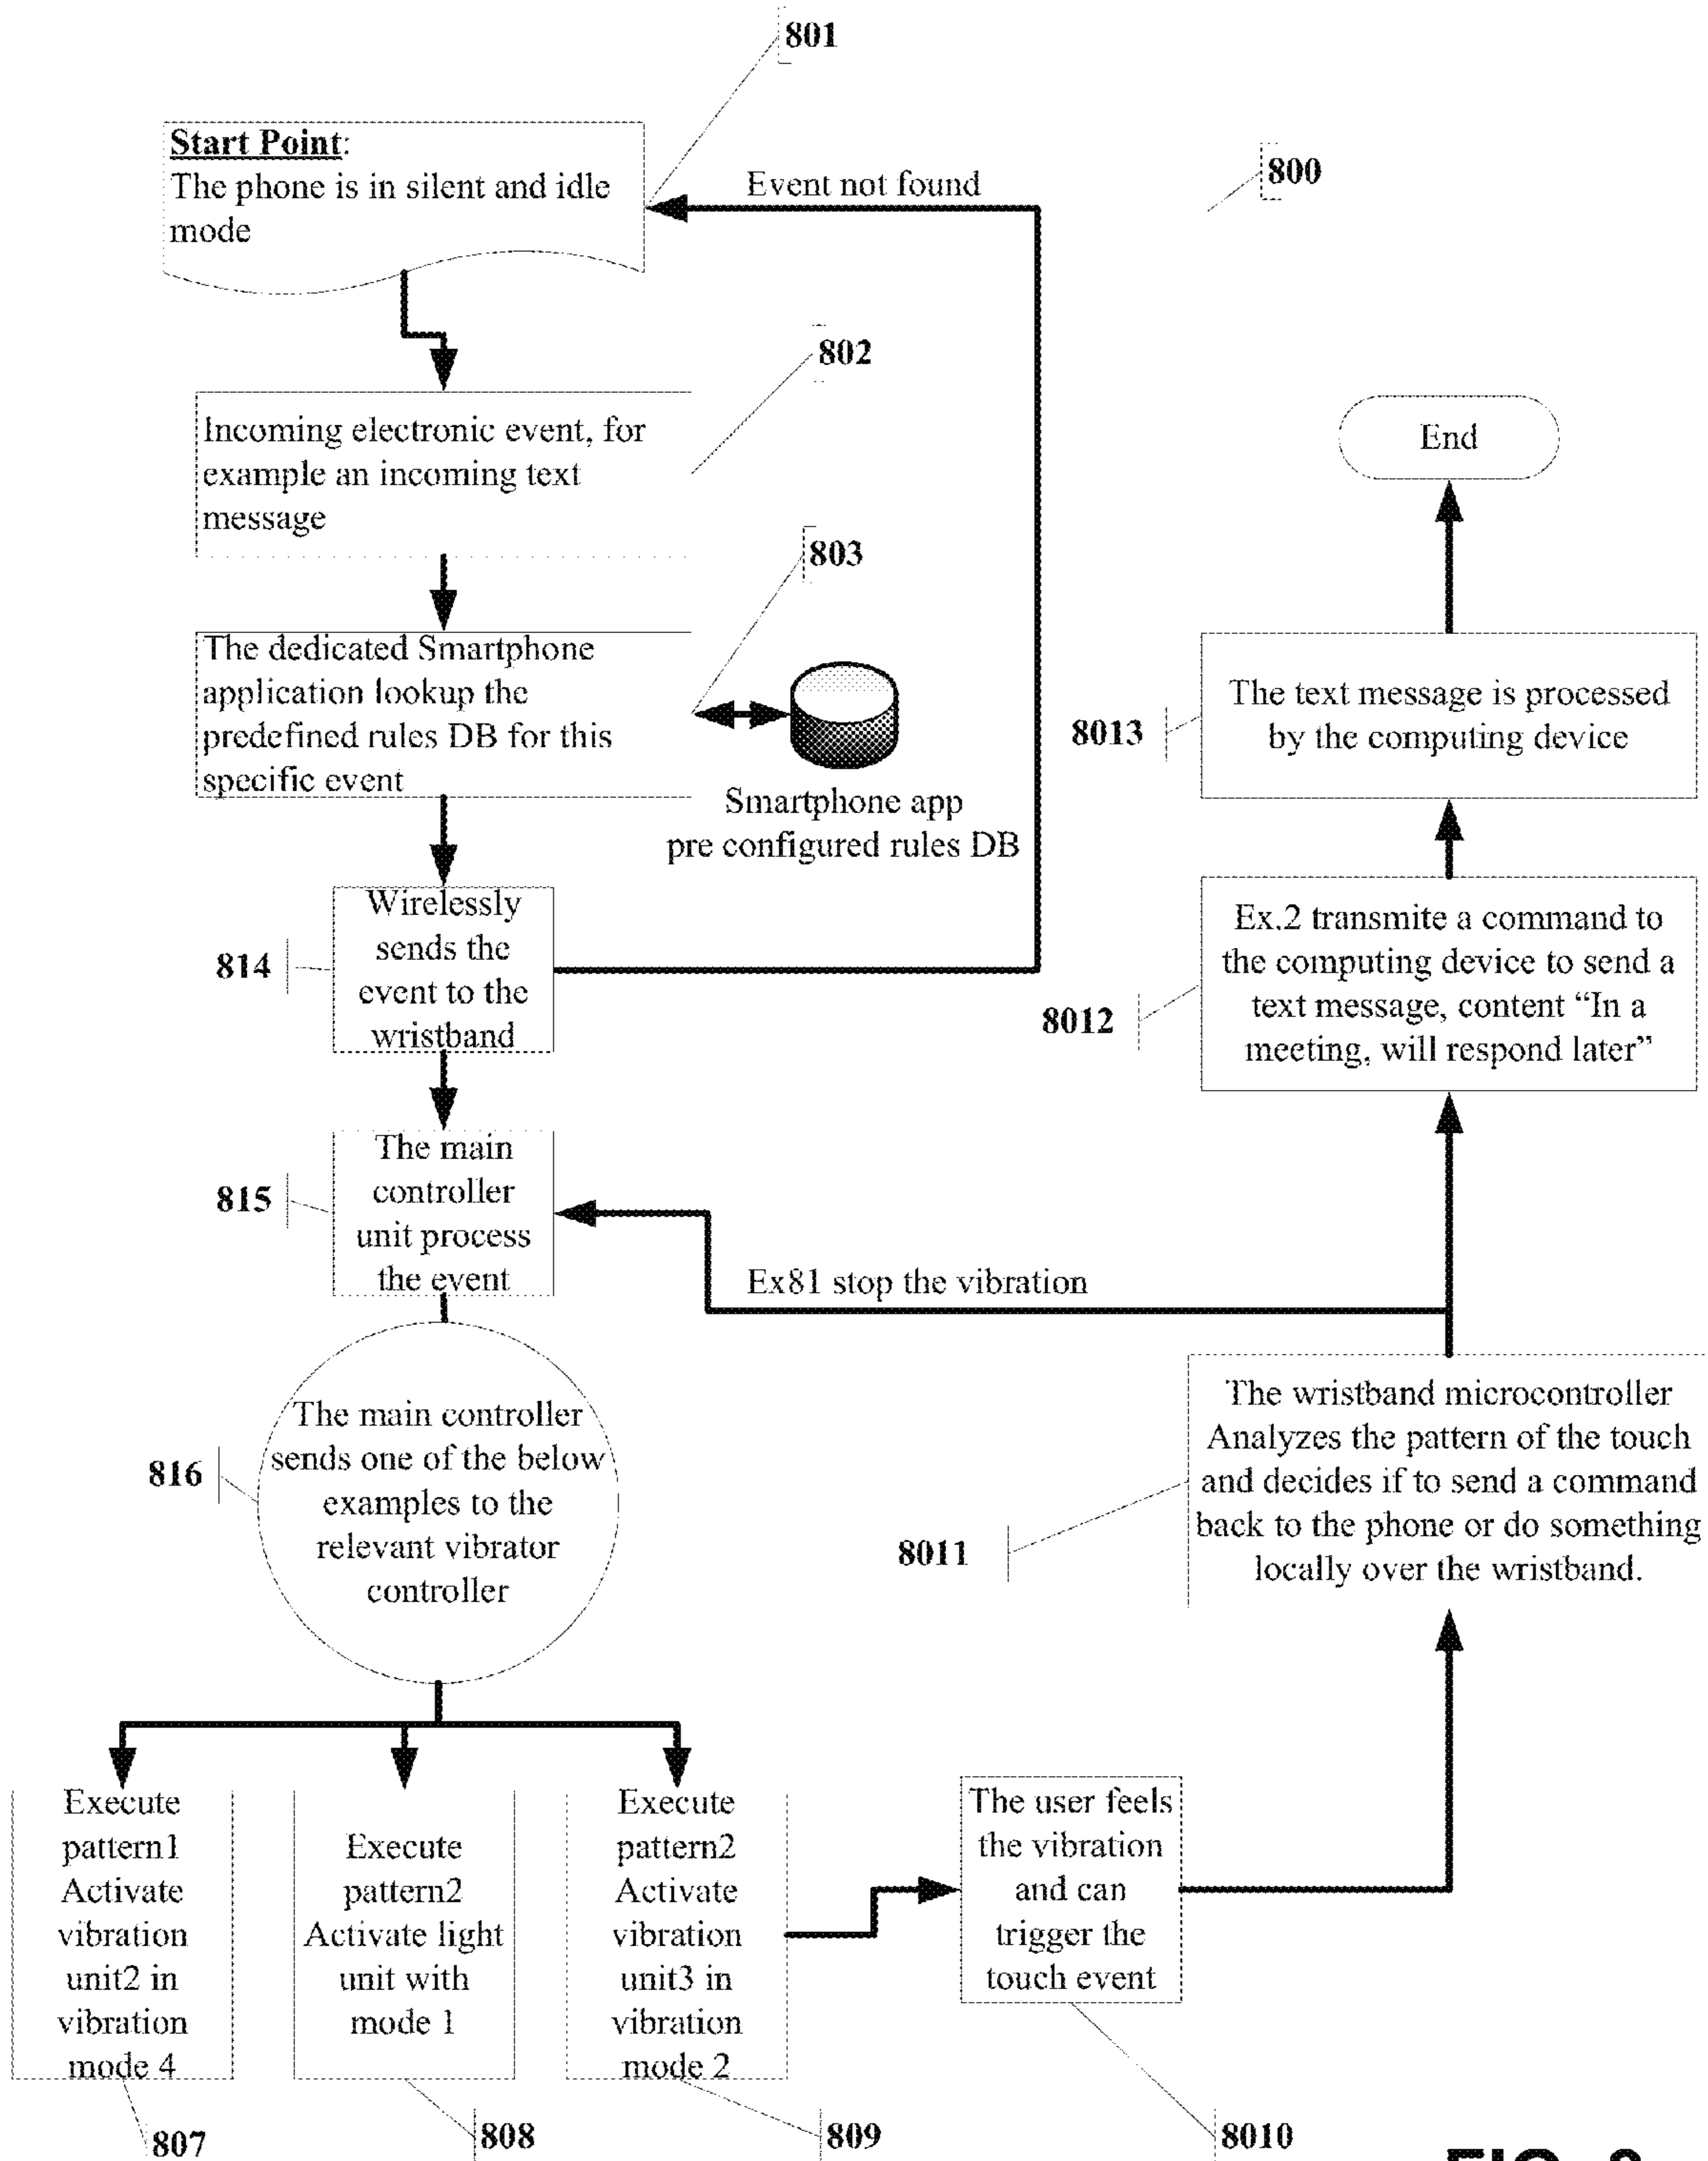 801
Start Point:
The phone is in silent and idle
mode
Event not found
800
802
Incoming electronic event, for
example an incoming text
message
End
803
The dedicated Smartphone
application lookup the
predefined rules DB for this
specific event
Smartphone app
pre configured rules DB
The text message is processed
by the computing device
8013
Wirelessly
sends the
event to the
wristband
814
Ex.2 transmite a command to
the computing device to send a
text message, content “In a
meeting, will respond later”
8012
The main
controller
unit process
the event
815
Ex81 stop the vibration
The main controller
sends one of the below
examples to the
relevant vibrator
controller
816
The wristband microcontroller
Analyzes the pattern of the touch
and decides if to send a command
back to the phone or do something
locally over the wristband.
8011
Execute
pattern1
Activate
vibration
unit2 in
vibration
mode 4
Execute
pattern2
Activate light
unit with
mode 1
Execute
pattern2
Activate
vibration
unit3 in
vibration
mode 2
The user feels
the vibration
and can
trigger the
touch event
807
808
809
8010